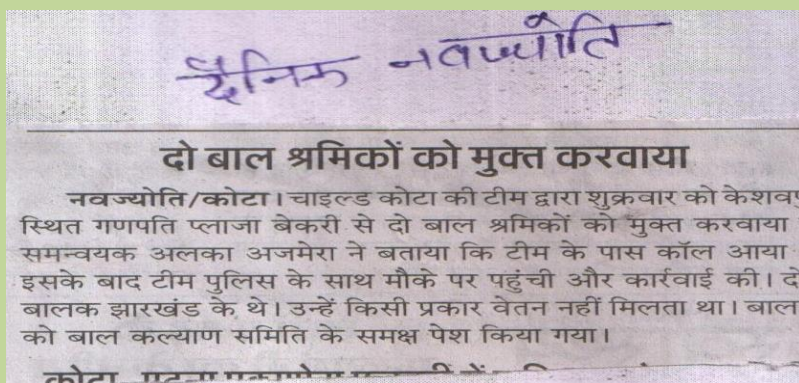 दैनिक नवज्योति
दो बाल श्रमिकों को मुक्त करवाया
नवज्योति/कोटा। चाइल्ड कोटा की टीम द्वारा शुक्रवार को केशवपु
स्थित गणपति प्लाजा बेकरी से दो बाल श्रमिकों को मुक्त करवाया
समन्वयक अलका अजमेरा ने बताया कि टीम के पास कॉल आया
इसके बाद टीम पुलिस के साथ मौके पर पहुंची और कार्रवाई की। दो
बालक झारखंड के थे। उन्हें किसी प्रकार वेतन नहीं मिलता था। बाल
को बाल कल्याण समिति के समक्ष पेश किया गया।